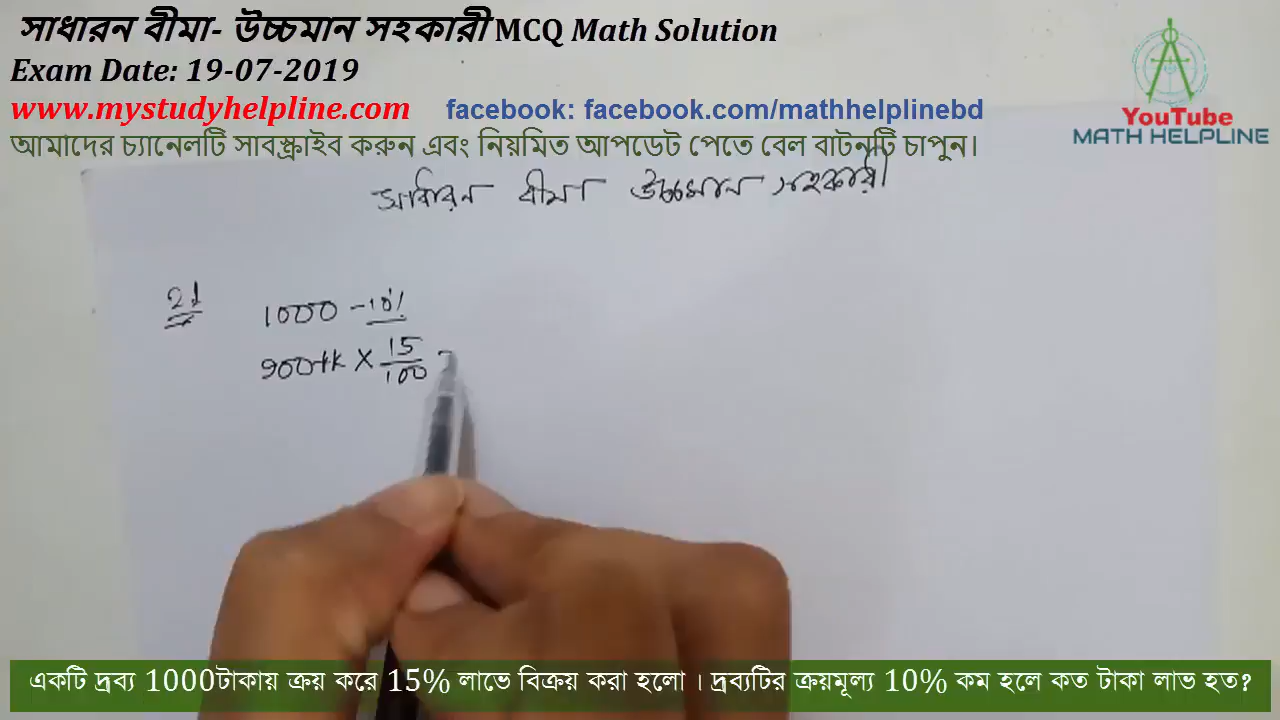 সাধারন বীমা- উচ্চমান সহকারী MCQ Math Solution
Exam Date: 19-07-2019
www.mystudyhelpline.com facebook: facebook.com/mathhelplinebd
আমাদের চ্যানেলটি সাবস্ক্রাইব করুন এবং নিয়মিত আপডেট পেতে বেল বাটনটি চাপুন।
YouTube
MATH HELPLINE
সাধারন বীমা উচ্চমান সহকারী
1000 -10%
900tk × 15/100 =
একটি দ্রব্য 1000টাকায় ক্রয় করে 15% লাভে বিক্রয় করা হলো । দ্রব্যটির ক্রয়মূল্য 10% কম হলে কত টাকা লাভ হত?